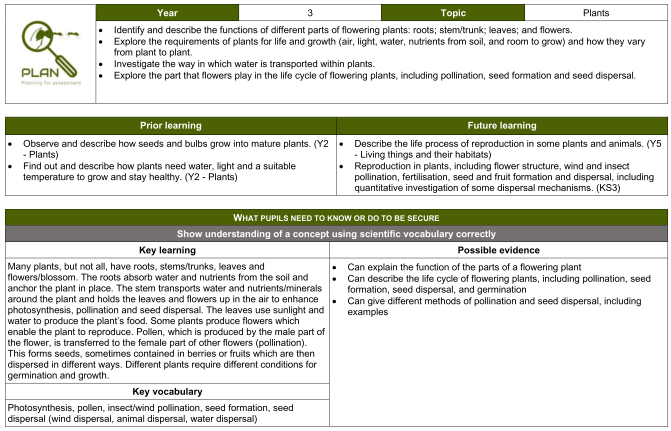 Year 3 Topic Plants
PLAN
Planning for assessment
• Identify and describe the functions of different parts of flowering plants: roots; stem/trunk; leaves; and flowers.
• Explore the requirements of plants for life and growth (air, light, water, nutrients from soil, and room to grow) and how they vary
from plant to plant.
• Investigate the way in which water is transported within plants.
• Explore the part that flowers play in the life cycle of flowering plants, including pollination, seed formation and seed dispersal.
Prior learning
• Observe and describe how seeds and bulbs grow into mature plants. (Y2
- Plants)
• Find out and describe how plants need water, light and a suitable
temperature to grow and stay healthy. (Y2 - Plants)
Future learning
• Describe the life process of reproduction in some plants and animals. (Y5
- Living things and their habitats)
• Reproduction in plants, including flower structure, wind and insect
pollination, fertilisation, seed and fruit formation and dispersal, including
quantitative investigation of some dispersal mechanisms. (KS3)
WHAT PUPILS NEED TO KNOW OR DO TO BE SECURE
Show understanding of a concept using scientific vocabulary correctly
Key learning
Many plants, but not all, have roots, stems/trunks, leaves and
flowers/blossom. The roots absorb water and nutrients from the soil and
anchor the plant in place. The stem transports water and nutrients/minerals
around the plant and holds the leaves and flowers up in the air to enhance
photosynthesis, pollination and seed dispersal. The leaves use sunlight and
water to produce the plant's food. Some plants produce flowers which
enable the plant to reproduce. Pollen, which is produced by the male part of
the flower, is transferred to the female part of other flowers (pollination).
This forms seeds, sometimes contained in berries or fruits which are then
dispersed in different ways. Different plants require different conditions for
germination and growth.
Key vocabulary
Photosynthesis, pollen, insect/wind pollination, seed formation, seed
dispersal (wind dispersal, animal dispersal, water dispersal)
Possible evidence
• Can explain the function of the parts of a flowering plant
• Can describe the life cycle of flowering plants, including pollination, seed
formation, seed dispersal, and germination
• Can give different methods of pollination and seed dispersal, including
examples